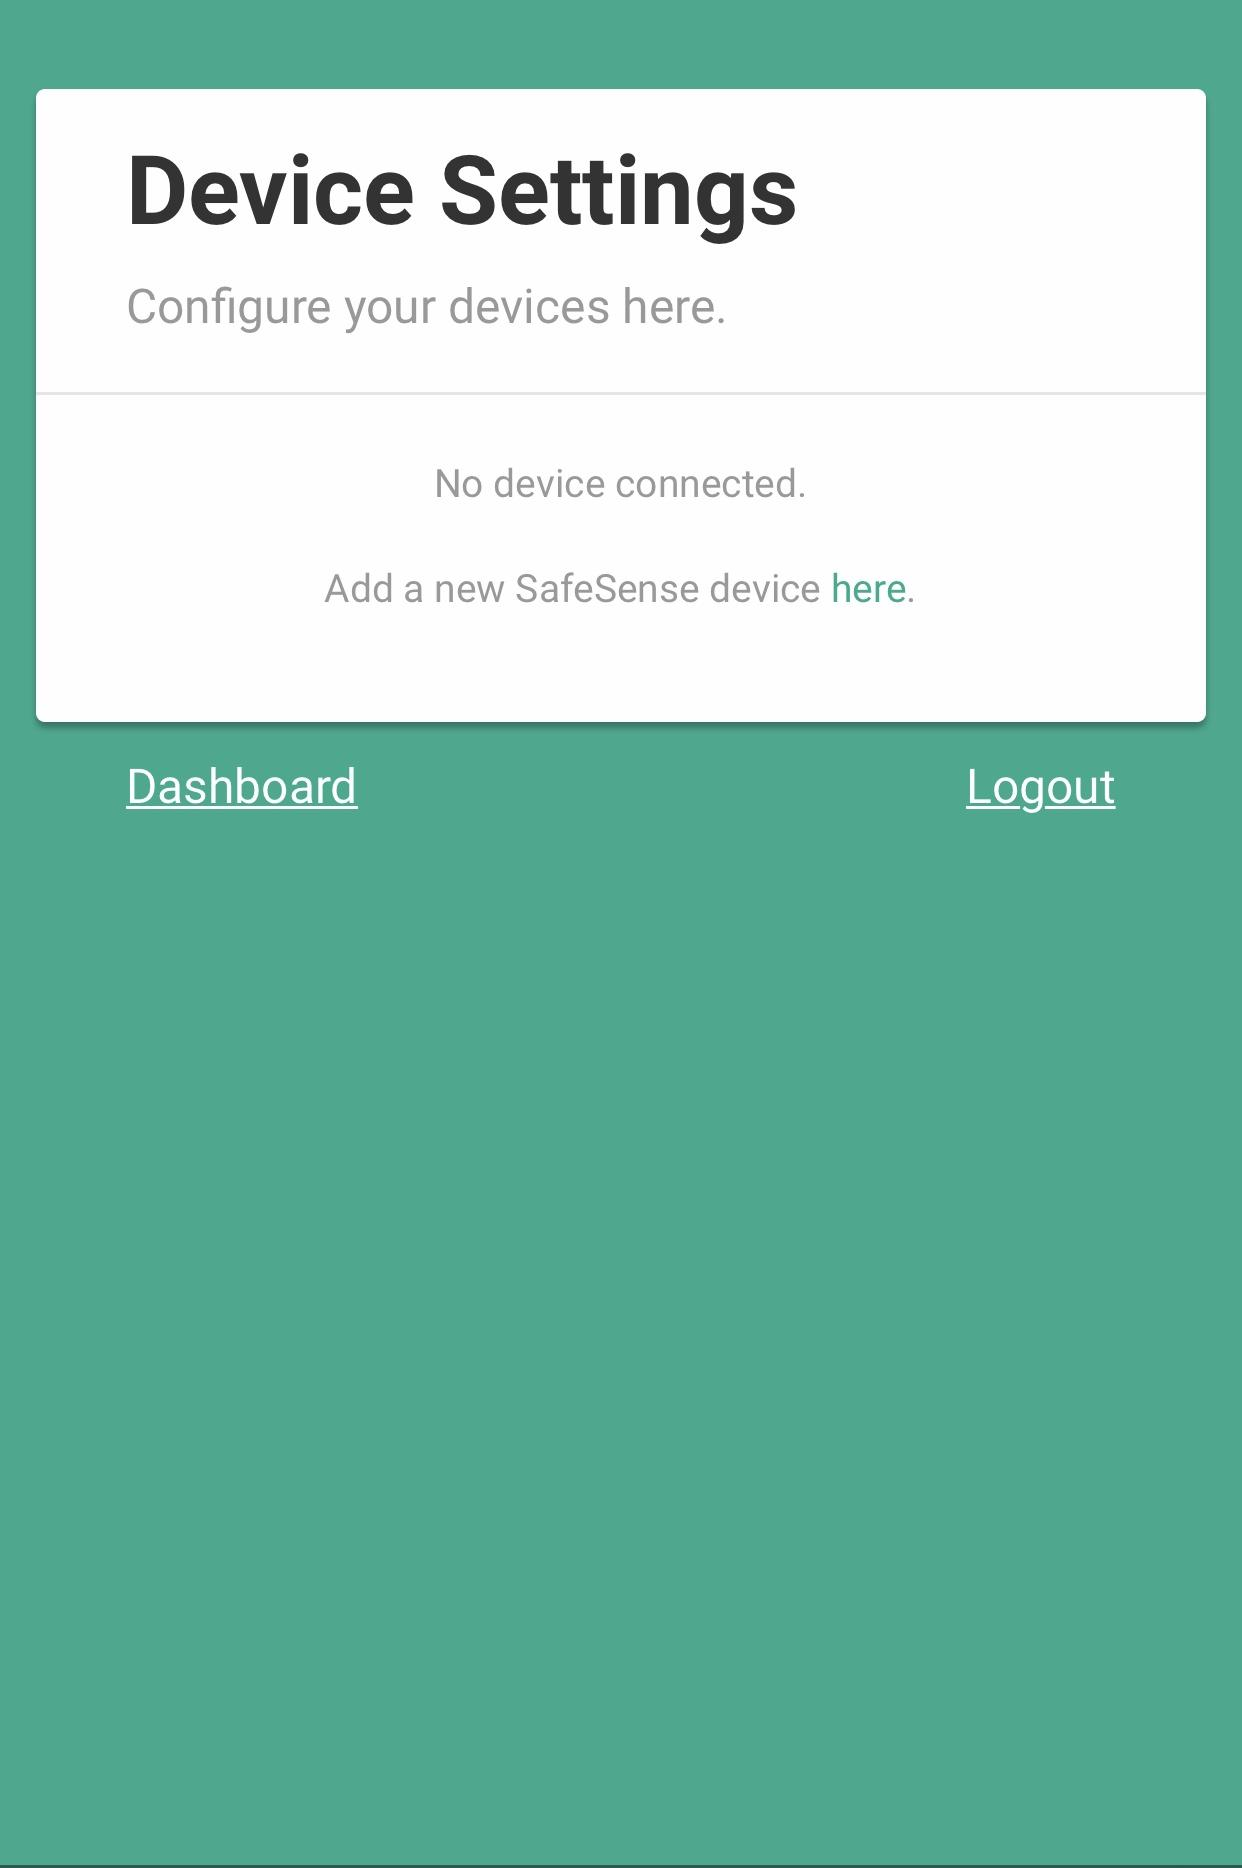 Device Settings
Configure your devices here.
No device connected.
Add a new SafeSense device here.
Dashboard
Logout